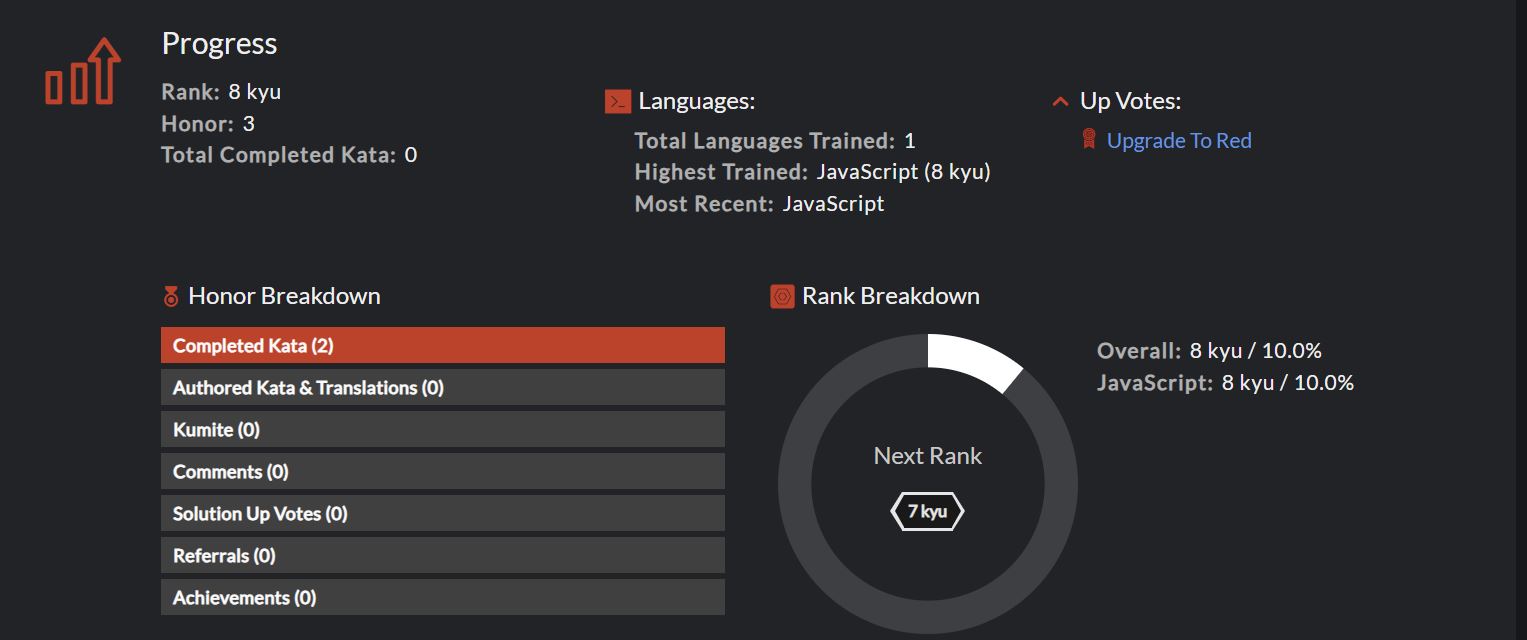 Progress
Rank: 8 kyu
Honor: 3
Total Completed Kata: 0
>_ Languages:
Total Languages Trained: 1
Highest Trained: JavaScript (8 kyu)
Most Recent: JavaScript
Up Votes:
Upgrade To Red
Honor Breakdown
Completed Kata (2)
Authored Kata & Translations (0)
Kumite (0)
Comments (0)
Solution Up Votes (0)
Referrals (0)
Achievements (0)
Rank Breakdown
Next Rank
7 kyu
Overall: 8 kyu / 10.0%
JavaScript: 8 kyu / 10.0%